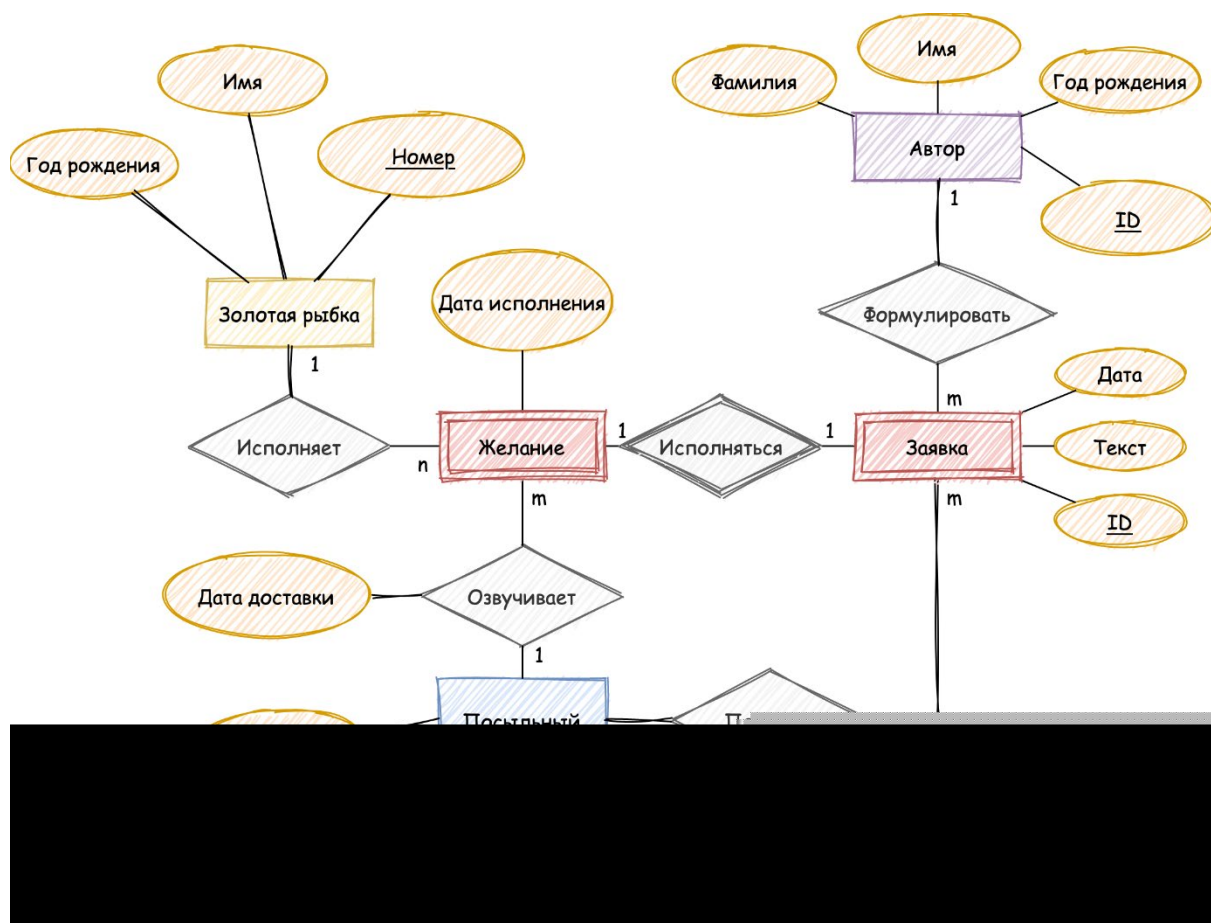 Имя
Имя
Фамилия
Год рождения
Номер
Год рождения
Автор
1
ID
Золотая рыбка
Дата исполнения
Формулировать
1
Дата
m
Исполняет
n
Желание
1
Исполняться
1
Заявка
Текст
m
m
ID
Дата доставки
Озвучивает
1
Посыльный